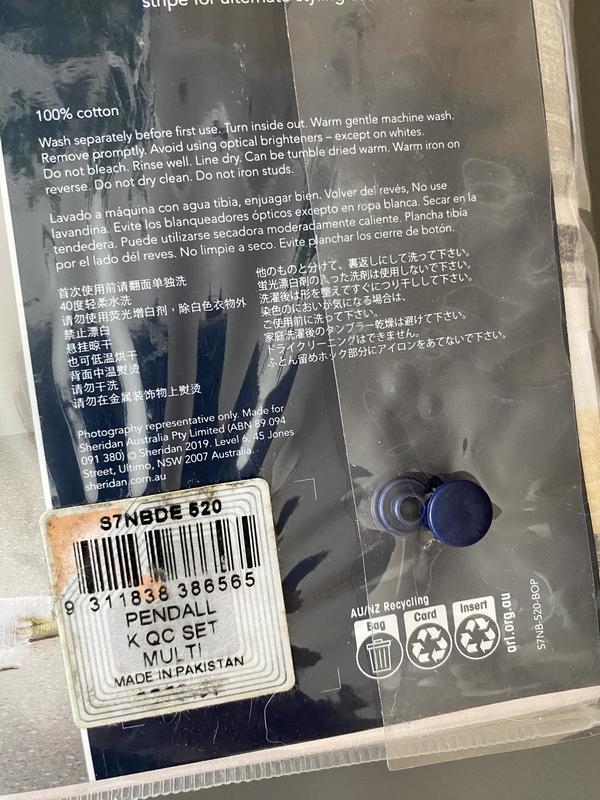 stripe for alternate styling
100% cotton
Wash separately before first use. Turn inside out. Warm gentle machine wash.
Remove promptly. Avoid using optical brighteners – except on whites.
Do not bleach. Rinse well. Line dry. Can be tumble dried warm. Warm iron on
reverse. Do not dry clean. Do not iron studs.
Lavado a máquina con agua tibia, enjuagar bien. Volver del revés, No use
lavandina. Evite los blanqueadores ópticos excepto en ropa blanca. Secar en la
tendedera. Puede utilizarse secadora moderadamente caliente. Plancha tibia
por el lado dél reves. No limpie a seco. Evite planchar los cierre de botón.
首次使用前请翻面单独洗
40度轻柔水洗
请勿使用荧光增白剂，除白色衣物外
禁止漂白
悬挂晾干
也可低温烘干
背面中温熨烫
请勿干洗
请勿在金属装饰物上熨烫
他のものと分けて、裏返しにして洗って下さい。
蛍光漂白剤の入った洗剤は使用しないで下さい。
洗濯後は形を整えてすぐにつり干しして下さい。
染色のにおいが気になる場合は、
ご使用前に洗って下さい。
家庭洗濯後のタンブラー乾燥は避けて下さい。
ドライクリーニングはできません。
ふとん留めホック部分にアイロンをあてないで下さい。
Photography representative only. Made for
Sheridan Australia Pty Limited (ABN 89 094
091 380) © Sheridan 2019. Level 6, 45 Jones
Street, Ultimo, NSW 2007 Australia.
sheridan.com.au
S7NBDE 520
9 311838 386565
PENDALL
K QC SET
MULTI
MADE IN PAKISTAN
AU/NZ Recycling
Bag Card Insert
arl.org.au
S7NB-520-BOP